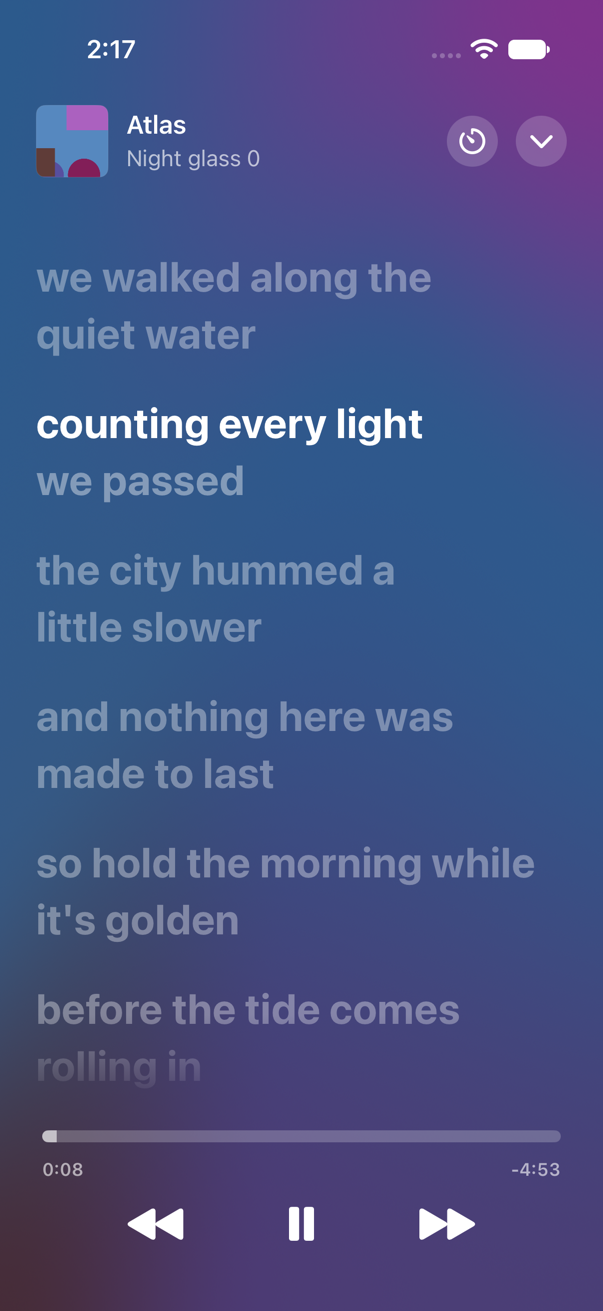 2:17
Atlas
Night glass 0
we walked along the
quiet water
counting every light
we passed
the city hummed a
little slower
and nothing here was
made to last
so hold the morning while
it's golden
before the tide comes
rolling in
0:08
-4:53